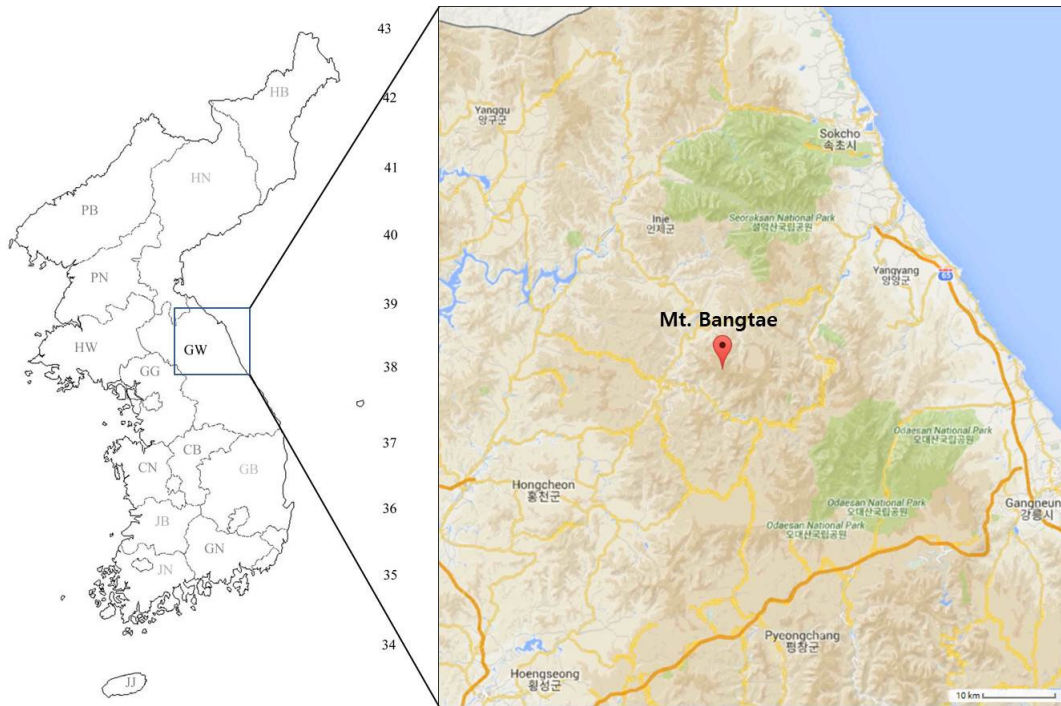 43
42
41
40
39
38
37
36
35
34
HB
HN
PB
PN
HW
GW
GG
CB
CN
GB
JB
GN
JN
JJ
Yanggu
양구군
Sokcho
속초시
Inje
인제군
Seoraksan National Park
설악산국립공원
Yangyang
양양군
65
Mt. Bangtae
Odaesan National Park
오대산국립공원
Hongcheon
홍천군
Odaesan National Park
오대산국립공원
Gangneun
강릉시
Odaesan National Park
오대산국립공원
Pyeongchang
평창군
Hoengseong
횡성군
10 km